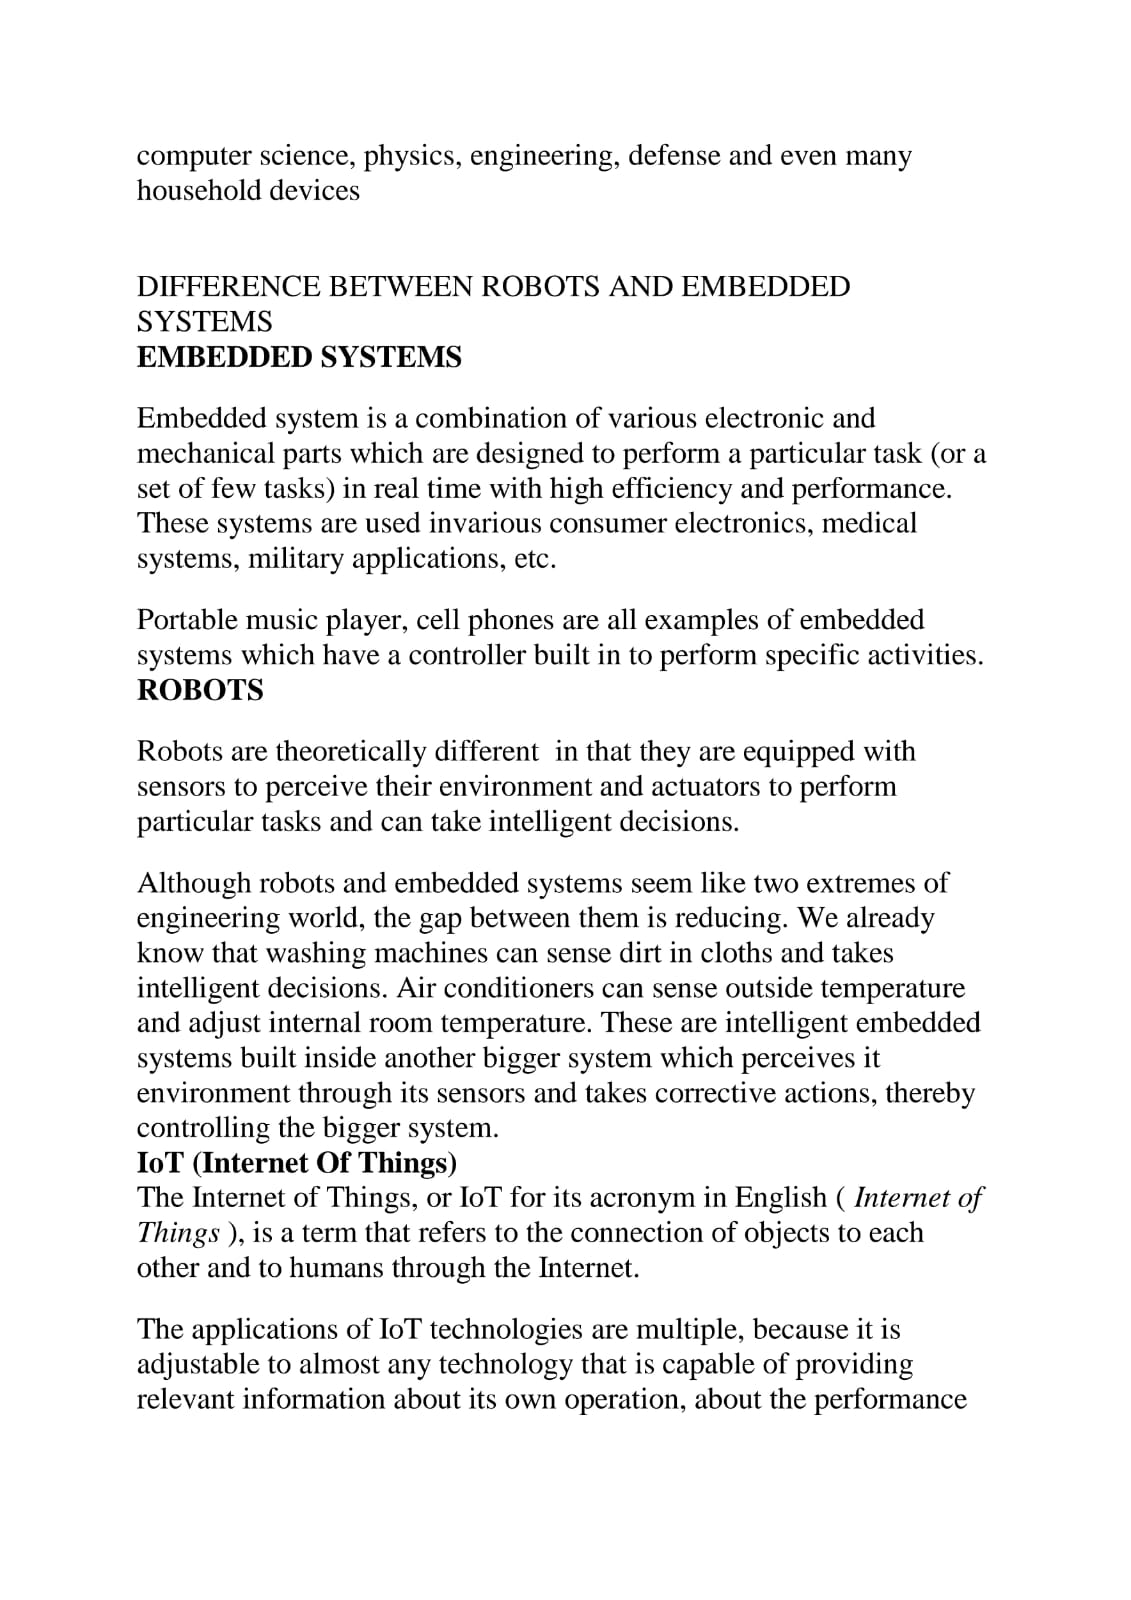 computer science, physics, engineering, defense and even many
household devices
DIFFERENCE BETWEEN ROBOTS AND EMBEDDED
SYSTEMS
EMBEDDED SYSTEMS
Embedded system is a combination of various electronic and
mechanical parts which are designed to perform a particular task (or a
set of few tasks) in real time with high efficiency and performance.
These systems are used invarious consumer electronics, medical
systems, military applications, etc.
Portable music player, cell phones are all examples of embedded
systems which have a controller built in to perform specific activities.
ROBOTS
Robots are theoretically different  in that they are equipped with
sensors to perceive their environment and actuators to perform
particular tasks and can take intelligent decisions.
Although robots and embedded systems seem like two extremes of
engineering world, the gap between them is reducing. We already
know that washing machines can sense dirt in cloths and takes
intelligent decisions. Air conditioners can sense outside temperature
and adjust internal room temperature. These are intelligent embedded
systems built inside another bigger system which perceives it
environment through its sensors and takes corrective actions, thereby
controlling the bigger system.
IoT (Internet Of Things)
The Internet of Things, or IoT for its acronym in English ( Internet of
Things ), is a term that refers to the connection of objects to each
other and to humans through the Internet.
The applications of IoT technologies are multiple, because it is
adjustable to almost any technology that is capable of providing
relevant information about its own operation, about the performance